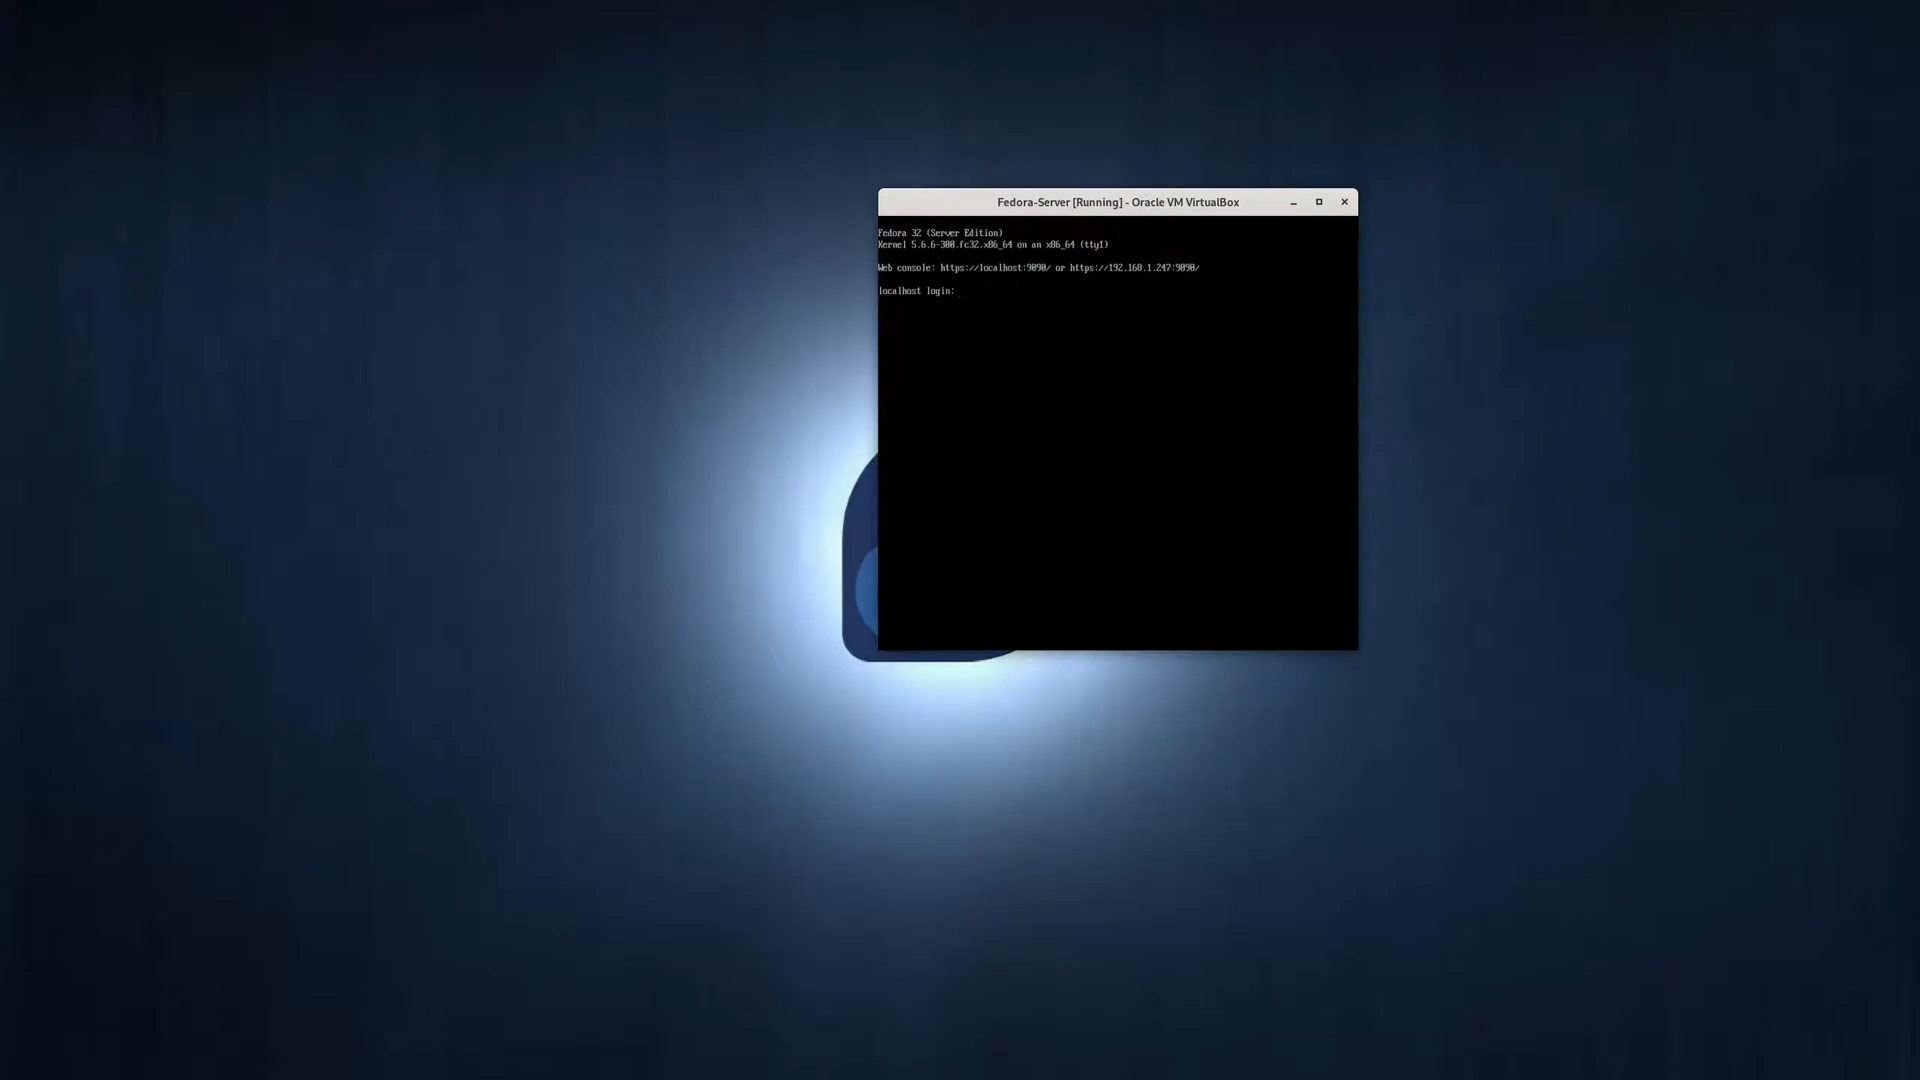 Fedora-Server [Running] - Oracle VM VirtualBox
Fedora 32 (Server Edition)
Kernel 5.6.6-300.fc32.x86_64 on an x86_64 (tty1)
Web console: https://localhost:9090/ or https://192.168.1.247:9090/
localhost login: